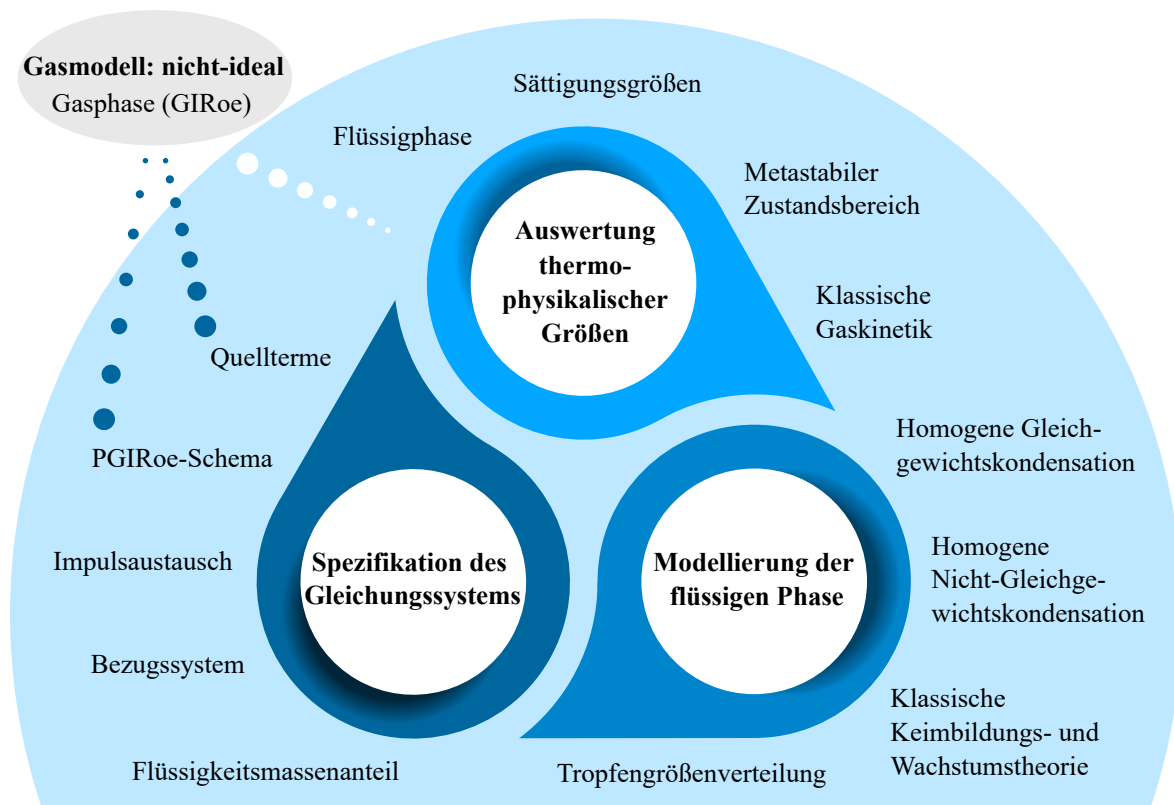 Gasmodell: nicht-ideal
Gasphase (GIRoe)
Sättigungsgrößen
Flüssigphase
Metastabiler
Zustandsbereich
Auswertung
thermo-
physikalischer
Größen
Klassische
Gaskinetik
Quellterme
PGIRoe-Schema
Homogene Gleich-
gewichtskondensation
Impulsaustausch
Spezifikation des
Gleichungssystems
Modellierung der
flüssigen Phase
Homogene
Nicht-Gleichge-
wichtskondensation
Bezugssystem
Klassische
Keimbildungs- und
Wachstumstheorie
Flüssigkeitsmassenanteil
Tropfengrößenverteilung